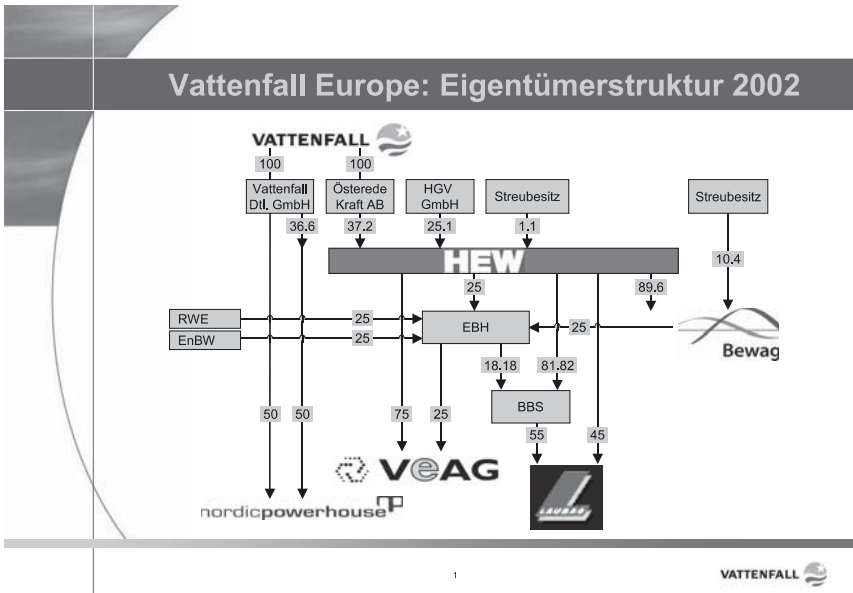 Vattenfall Europe: Eigentümerstruktur 2002
VATTENFALL
100
100
Vattenfall
Dtl. GmbH
Österede
Kraft AB
HGV
GmbH
Streubesitz
Streubesitz
36.6
37.2
25.1
1.1
10.4
HEW
25
89.6
RWE
25
EBH
25
EnBW
25
Bewag
18.18
81.82
BBS
50
50
75
25
55
45
VeAG
LAUBAG
nordicpowerhouse
1
VATTENFALL